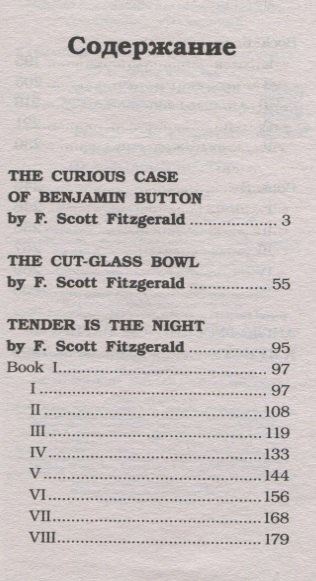 Содержание
THE CURIOUS CASE
OF BENJAMIN BUTTON
by F. Scott Fitzgerald ................... 3
THE CUT-GLASS BOWL
by F. Scott Fitzgerald ................. 55
TENDER IS THE NIGHT
by F. Scott Fitzgerald ................. 95
Book I............................................. 97
I ................................................ 97
II .............................................. 108
III ............................................. 119
IV ............................................. 133
V .............................................. 144
VI ............................................. 156
VII ............................................ 168
VIII ........................................... 179